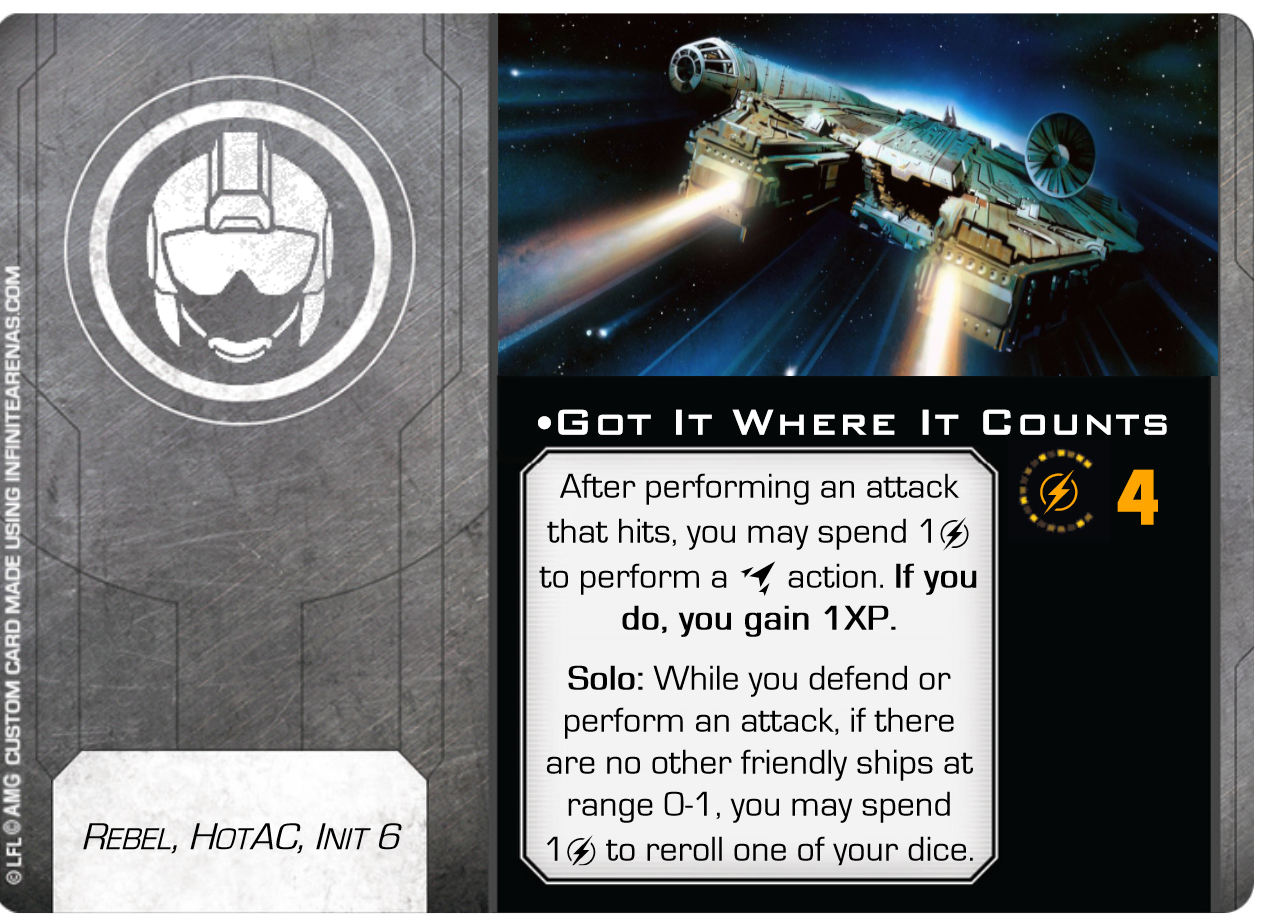 •Got It Where It Counts
After performing an attack
that hits, you may spend 1
to perform a action. If you
do, you gain 1XP.
Solo: While you defend or
perform an attack, if there
are no other friendly ships at
range 0-1, you may spend
1 to reroll one of your dice.
4
Rebel, HotAC, Init 6
© LFL © AMG CUSTOM CARD MADE USING INFINITEARENAS.COM